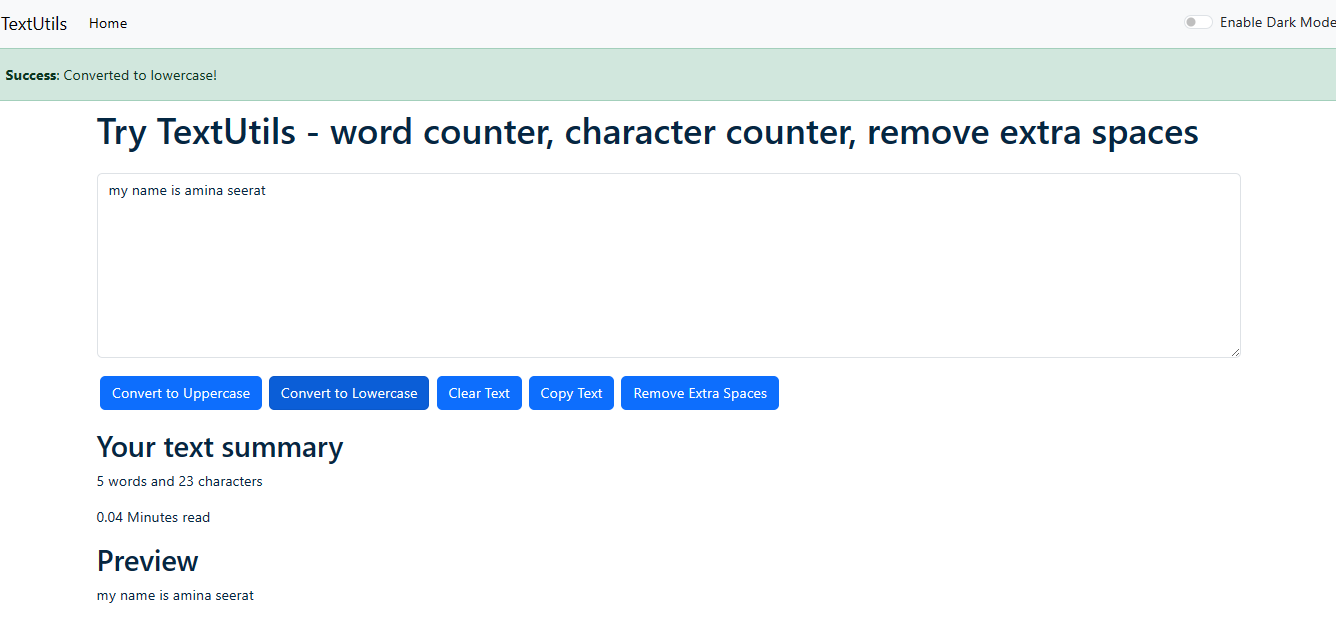 TextUtils Home Enable Dark Mode
Success: Converted to lowercase!
Try TextUtils - word counter, character counter, remove extra spaces
my name is amina seerat
Convert to Uppercase Convert to Lowercase Clear Text Copy Text Remove Extra Spaces
Your text summary
5 words and 23 characters
0.04 Minutes read
Preview
my name is amina seerat